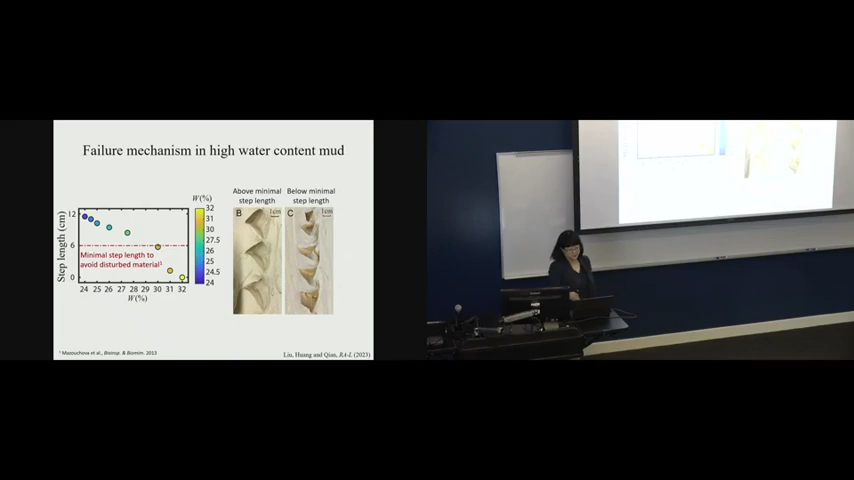 Failure mechanism in high water content mud
Step length (cm)
12
6
0
Minimal step length to
avoid disturbed material¹
24 25 26 27 28 29 30 31 32
W(%)
W(%)
32
31
30
27.5
26
25
24.5
24
Above minimal
step length
B
1cm
Below minimal
step length
C
1cm
¹ Mazouchova et al., Bioinsp. & Biomim. 2013
Liu, Huang and Qian, RA-L (2023)